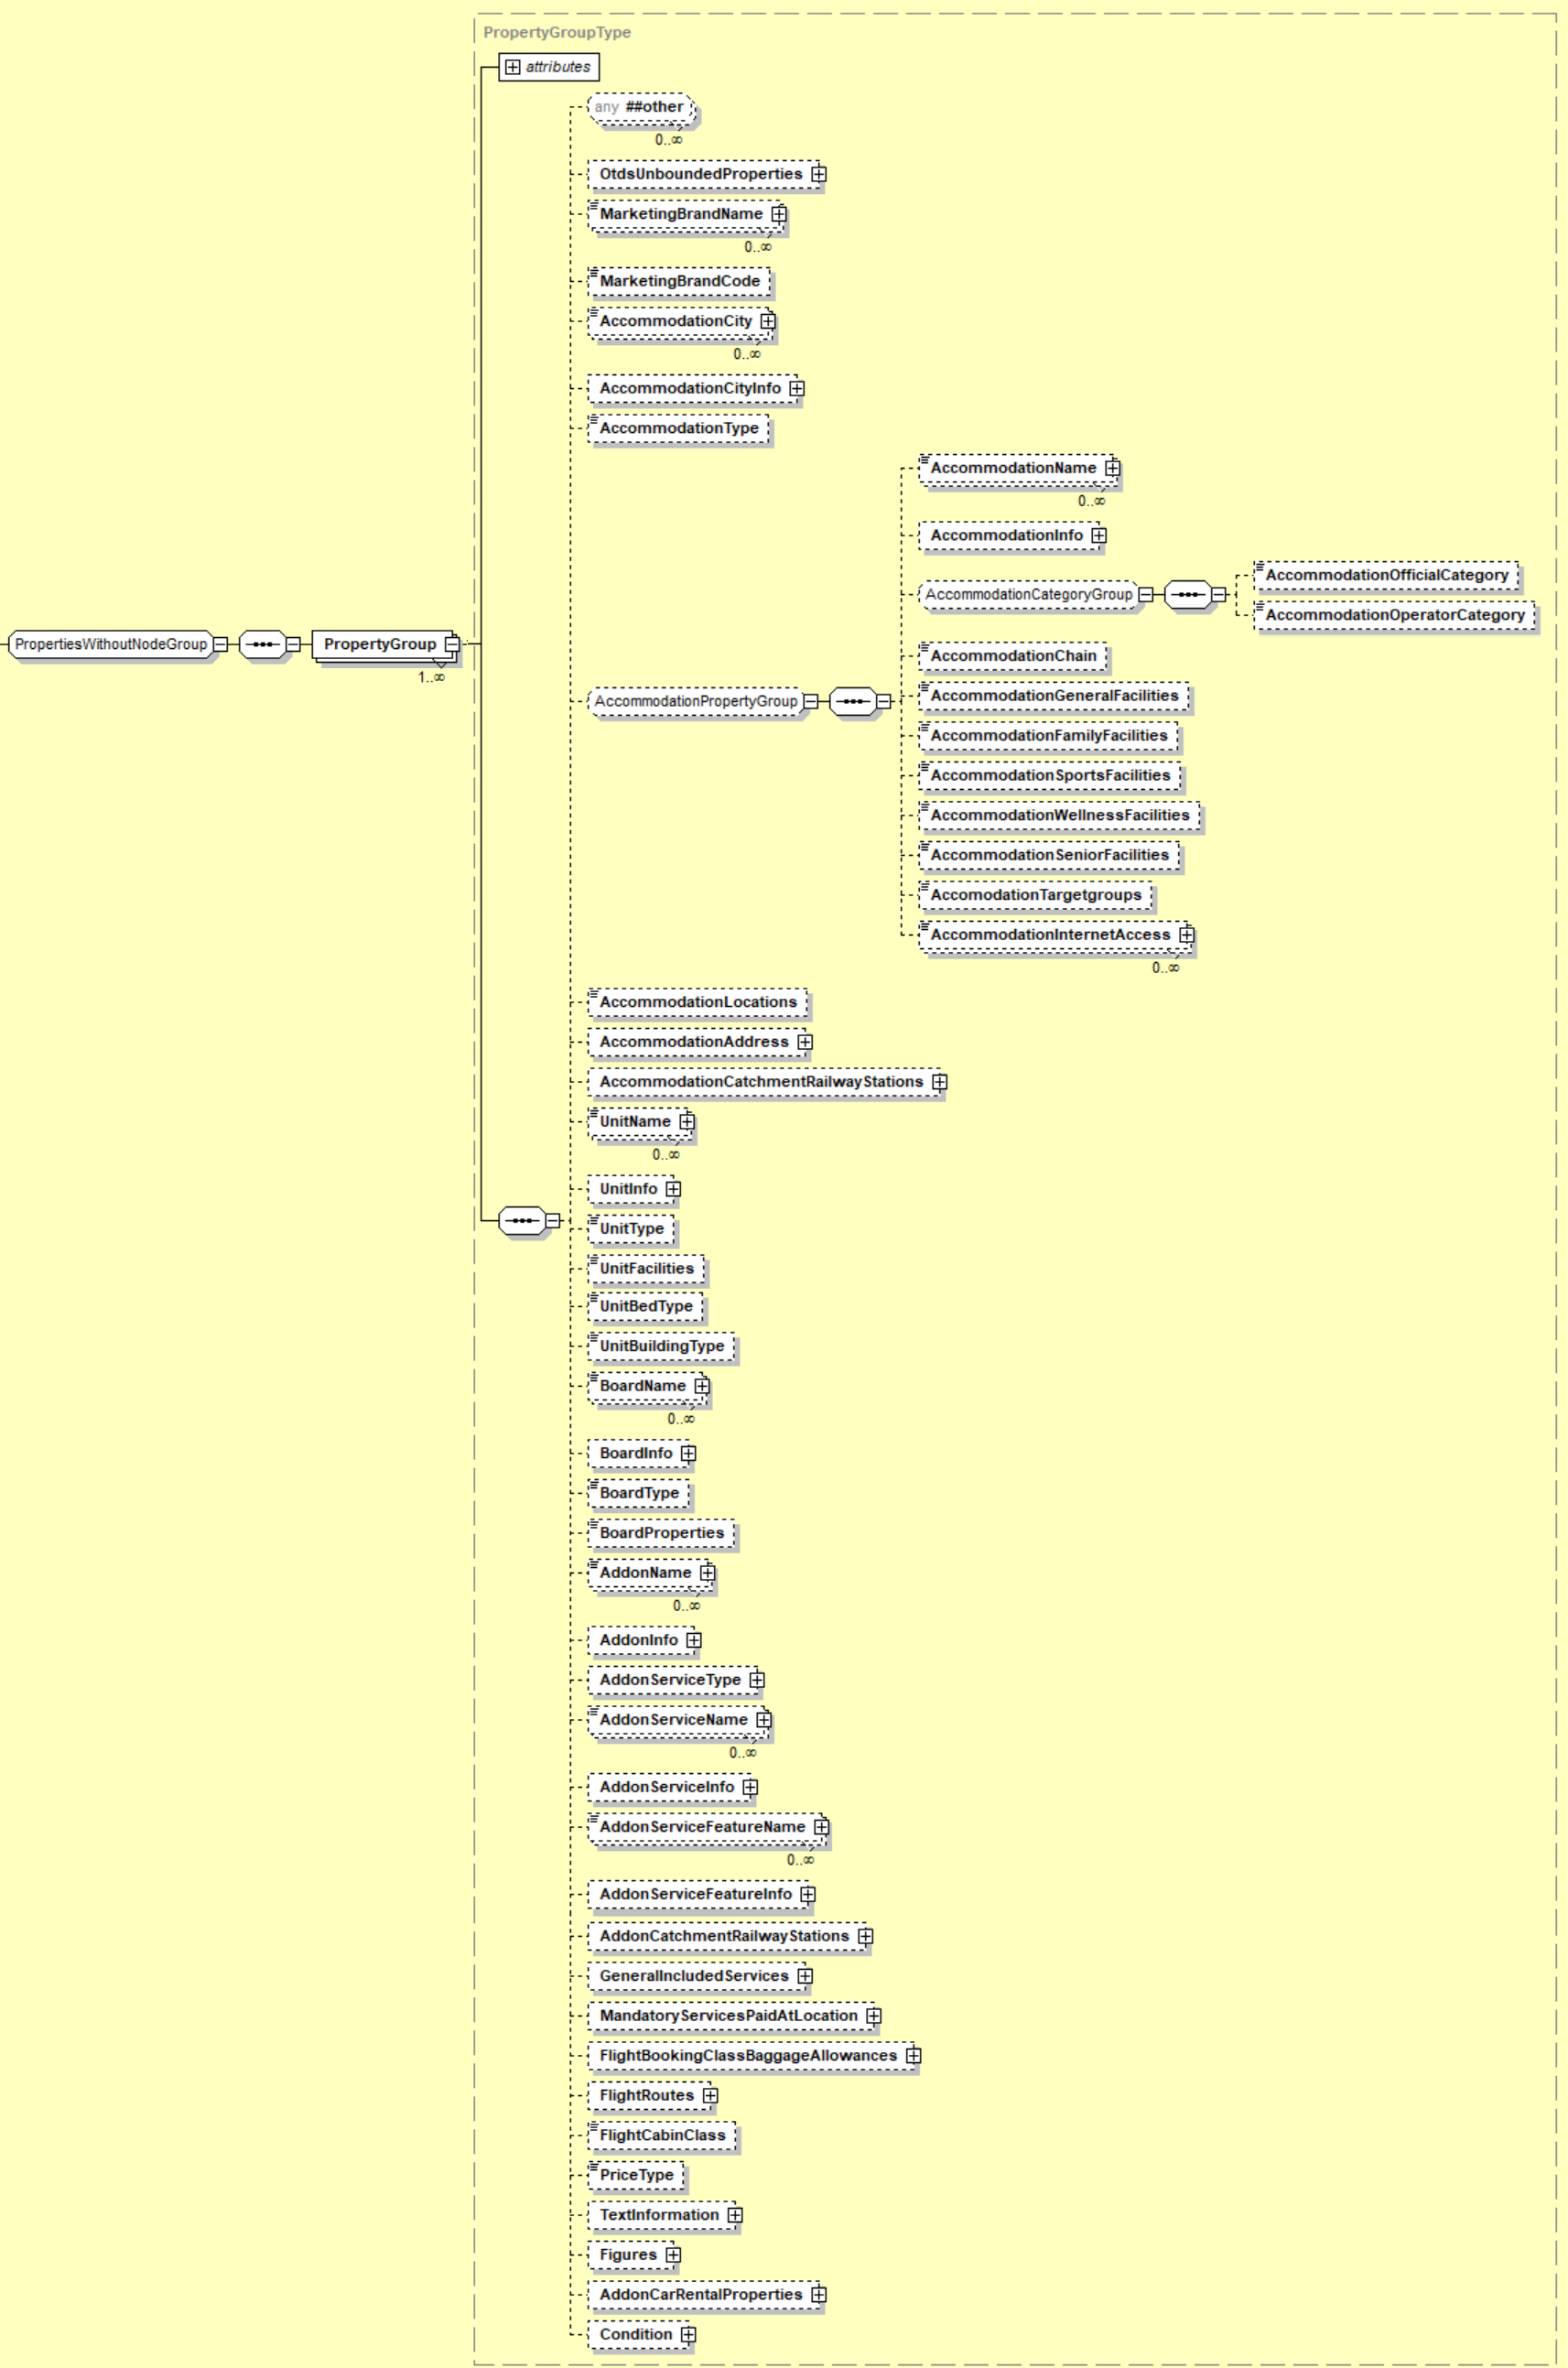 PropertyGroupType
attributes
any ##other
0..∞
OtdsUnboundedProperties
MarketingBrandName
0..∞
MarketingBrandCode
AccommodationCity
0..∞
AccommodationCityInfo
AccommodationType
AccommodationName
0..∞
AccommodationInfo
AccommodationCategoryGroup
AccommodationOfficialCategory
AccommodationOperatorCategory
PropertiesWithoutNodeGroup
PropertyGroup
1..∞
AccommodationPropertyGroup
AccommodationChain
AccommodationGeneralFacilities
AccommodationFamilyFacilities
AccommodationSportsFacilities
AccommodationWellnessFacilities
AccommodationSeniorFacilities
AccomodationTargetgroups
AccommodationInternetAccess
0..∞
AccommodationLocations
AccommodationAddress
AccommodationCatchmentRailwayStations
UnitName
0..∞
UnitInfo
UnitType
UnitFacilities
UnitBedType
UnitBuildingType
BoardName
0..∞
BoardInfo
BoardType
BoardProperties
AddonName
0..∞
AddonInfo
AddonServiceType
AddonServiceName
0..∞
AddonServiceInfo
AddonServiceFeatureName
0..∞
AddonServiceFeatureInfo
AddonCatchmentRailwayStations
GeneralIncludedServices
MandatoryServicesPaidAtLocation
FlightBookingClassBaggageAllowances
FlightRoutes
FlightCabinClass
PriceType
TextInformation
Figures
AddonCarRentalProperties
Condition